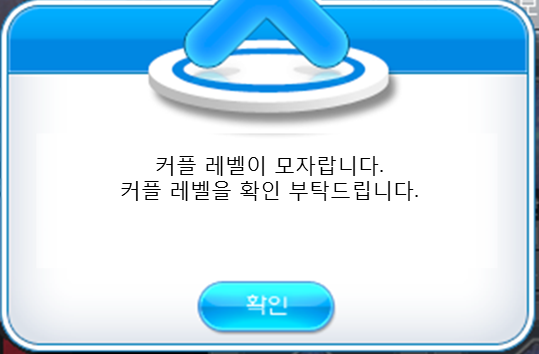 커플 레벨이 모자랍니다.
커플 레벨을 확인 부탁드립니다.
확인